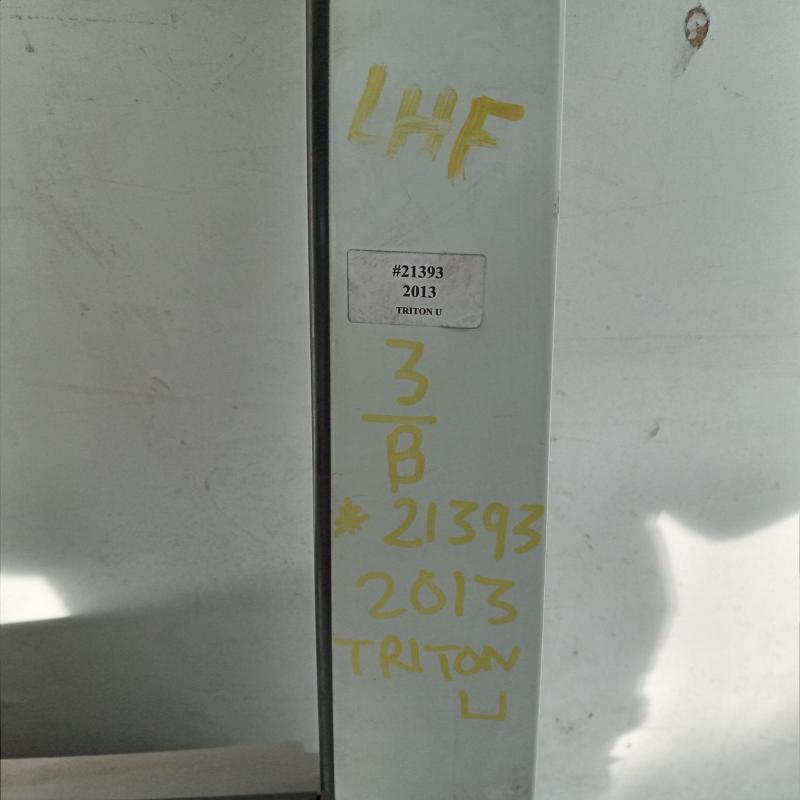 LHF
#21393
2013
TRITON U
3
B
* 21393
2013
TRITON
U